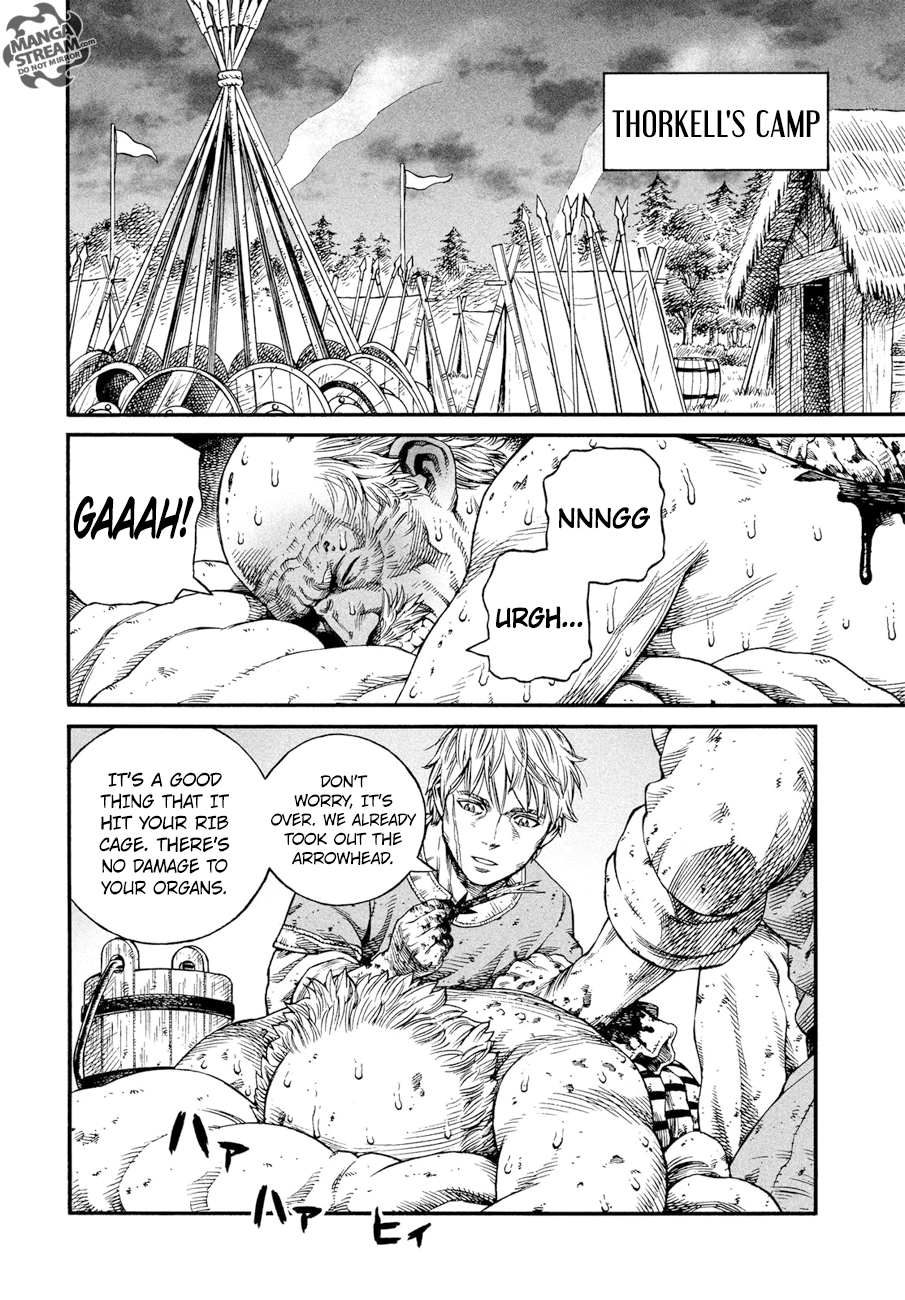 MANGA
STREAM.com
DO NOT MIRROR
THORKELL'S CAMP
NNNGG
URGH...
GAAAH!
DON'T
WORRY, IT'S
OVER. WE ALREADY
TOOK OUT THE
ARROWHEAD.
IT'S A GOOD
THING THAT IT
HIT YOUR RIB
CAGE. THERE'S
NO DAMAGE TO
YOUR ORGANS.
ハァ
ハァ
ヒィ